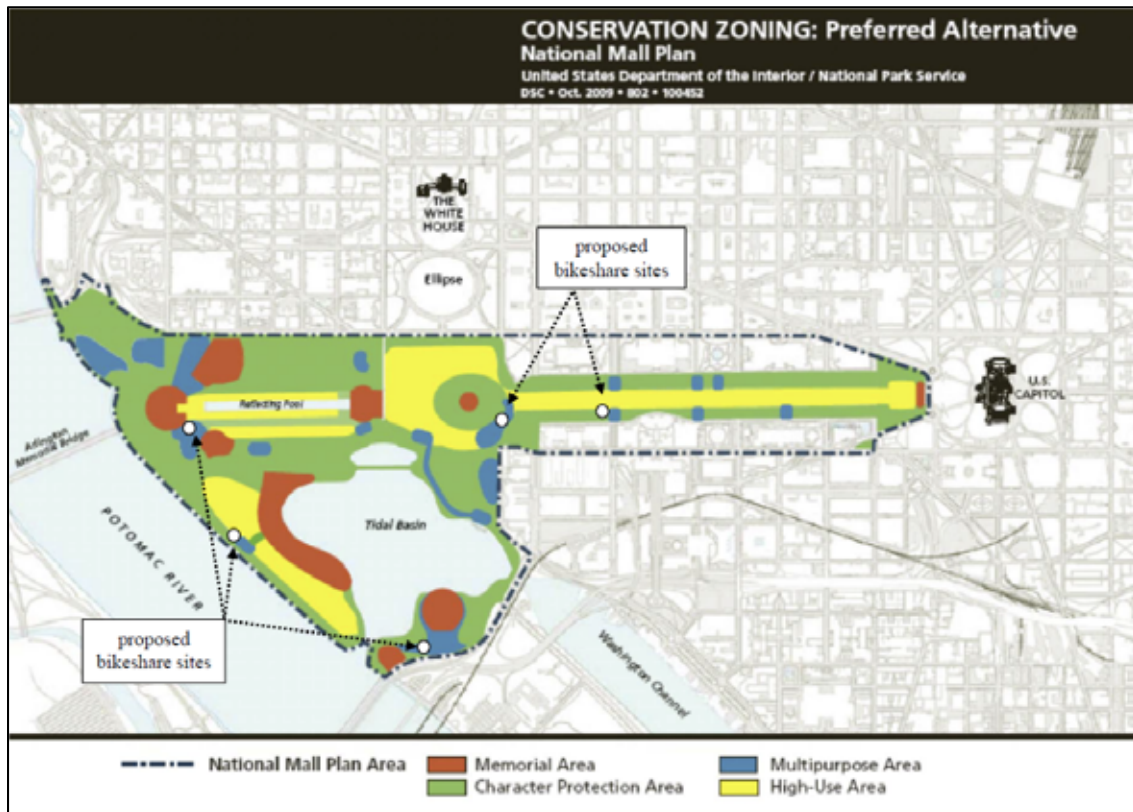 CONSERVATION ZONING: Preferred Alternative
National Mall Plan
United States Department of the Interior / National Park Service
DSC • Oct. 2009 • 802 • 100452
THE
WHITE
HOUSE
proposed
bikeshare sites
Ellipse
U.S.
CAPITOL
Reflecting Pool
Arlington
Memorial Bridge
Tidal Basin
POTOMAC RIVER
proposed
bikeshare sites
Washington Channel
National Mall Plan Area
Memorial Area
Multipurpose Area
Character Protection Area
High-Use Area